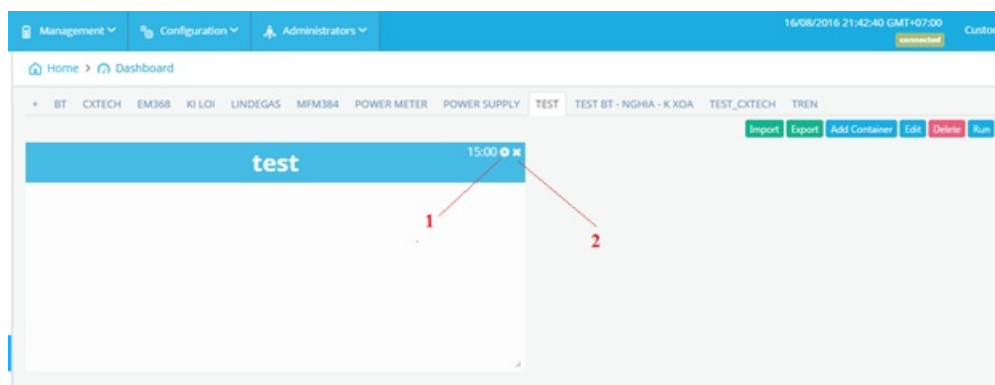 Management Configuration Administrators 16/08/2016 21:42:40 GMT+07:00
connected
Home > Dashboard
+ BT CXTECH EM368 KI LOI LINDEGAS MFM384 POWER METER POWER SUPPLY TEST TEST BT - NGHIA - K XOA TEST_CXTECH TREN
Import Export Add Container Edit Delete Run
test 15:00
1
2